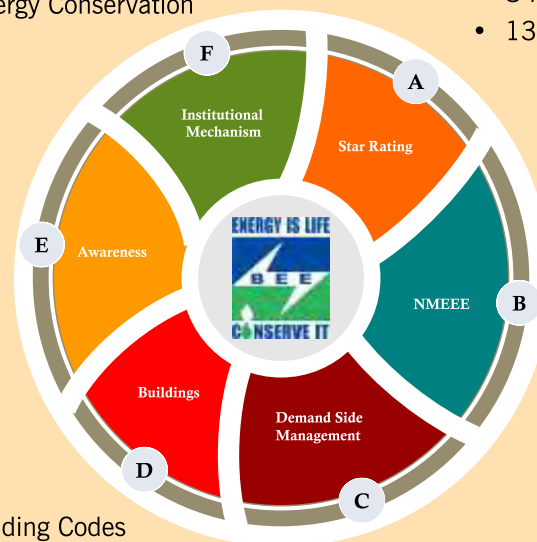 ergy Conservation
• 13
F
A
Institutional
Mechanism
Star Rating
ENERGY IS LIFE
BEE
CONSERVE IT
E
Awareness
NMEEE
B
Buildings
Demand Side
Management
D
C
ding Codes